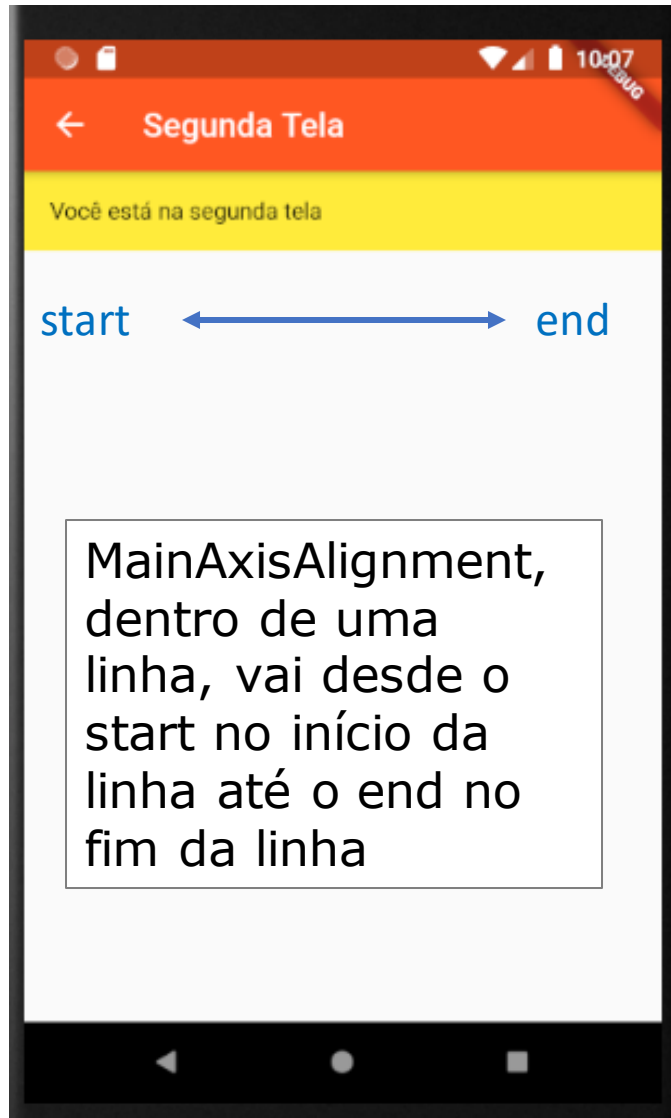 10:07
DEBUG
Segunda Tela
Você está na segunda tela
start end
MainAxisAlignment,
dentro de uma
linha, vai desde o
start no início da
linha até o end no
fim da linha